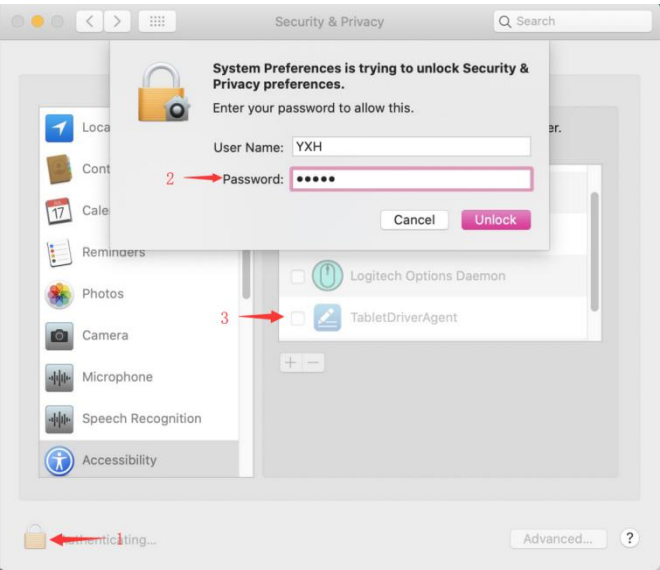 Security & Privacy
Search
System Preferences is trying to unlock Security &
Privacy preferences.
Enter your password to allow this.
User Name: YXH
2
Password: •••••
Cancel
Unlock
er.
Loca
Cont
17
Cale
Reminders
Photos
Camera
Microphone
Speech Recognition
Accessibility
Logitech Options Daemon
3
TabletDriverAgent
+ −
1
Authenticating...
Advanced...
?